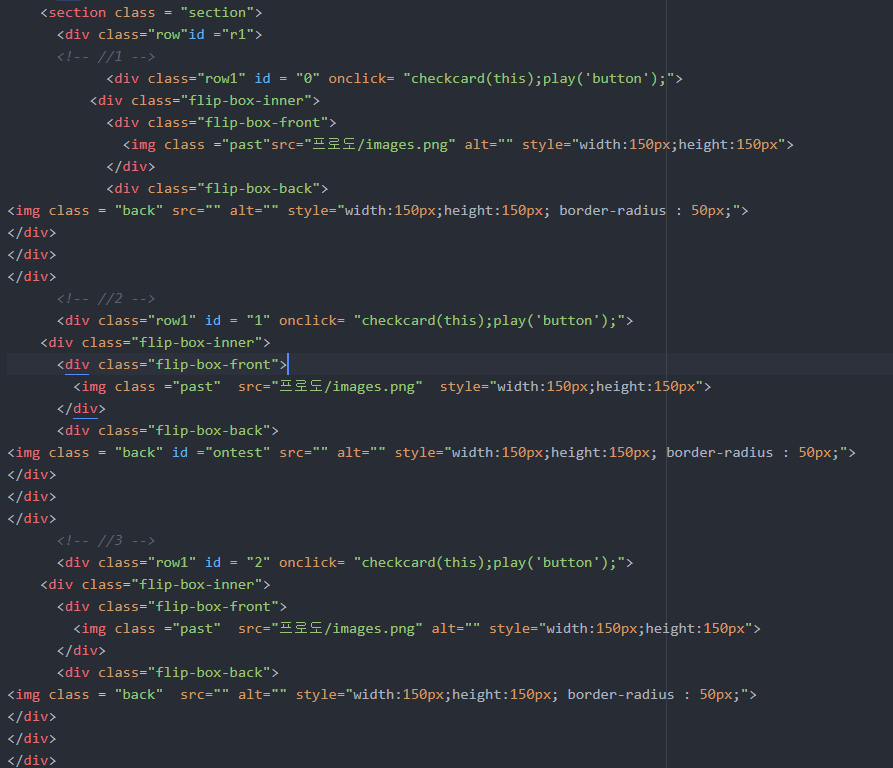 <section class = "section">
<div class="row"id ="r1">
<!-- //1 -->
<div class="row1" id = "0" onclick= "checkcard(this);play('button');">
<div class="flip-box-inner">
<div class="flip-box-front">
<img class ="past"src="프로도/images.png" alt="" style="width:150px;height:150px">
</div>
<div class="flip-box-back">
<img class = "back" src="" alt="" style="width:150px;height:150px; border-radius : 50px;">
</div>
</div>
</div>
<!-- //2 -->
<div class="row1" id = "1" onclick= "checkcard(this);play('button');">
<div class="flip-box-inner">
<div class="flip-box-front">
<img class ="past"  src="프로도/images.png"  style="width:150px;height:150px">
</div>
<div class="flip-box-back">
<img class = "back" id ="ontest" src="" alt="" style="width:150px;height:150px; border-radius : 50px;">
</div>
</div>
</div>
<!-- //3 -->
<div class="row1" id = "2" onclick= "checkcard(this);play('button');">
<div class="flip-box-inner">
<div class="flip-box-front">
<img class ="past"  src="프로도/images.png" alt="" style="width:150px;height:150px">
</div>
<div class="flip-box-back">
<img class = "back"  src="" alt="" style="width:150px;height:150px; border-radius : 50px;">
</div>
</div>
</div>